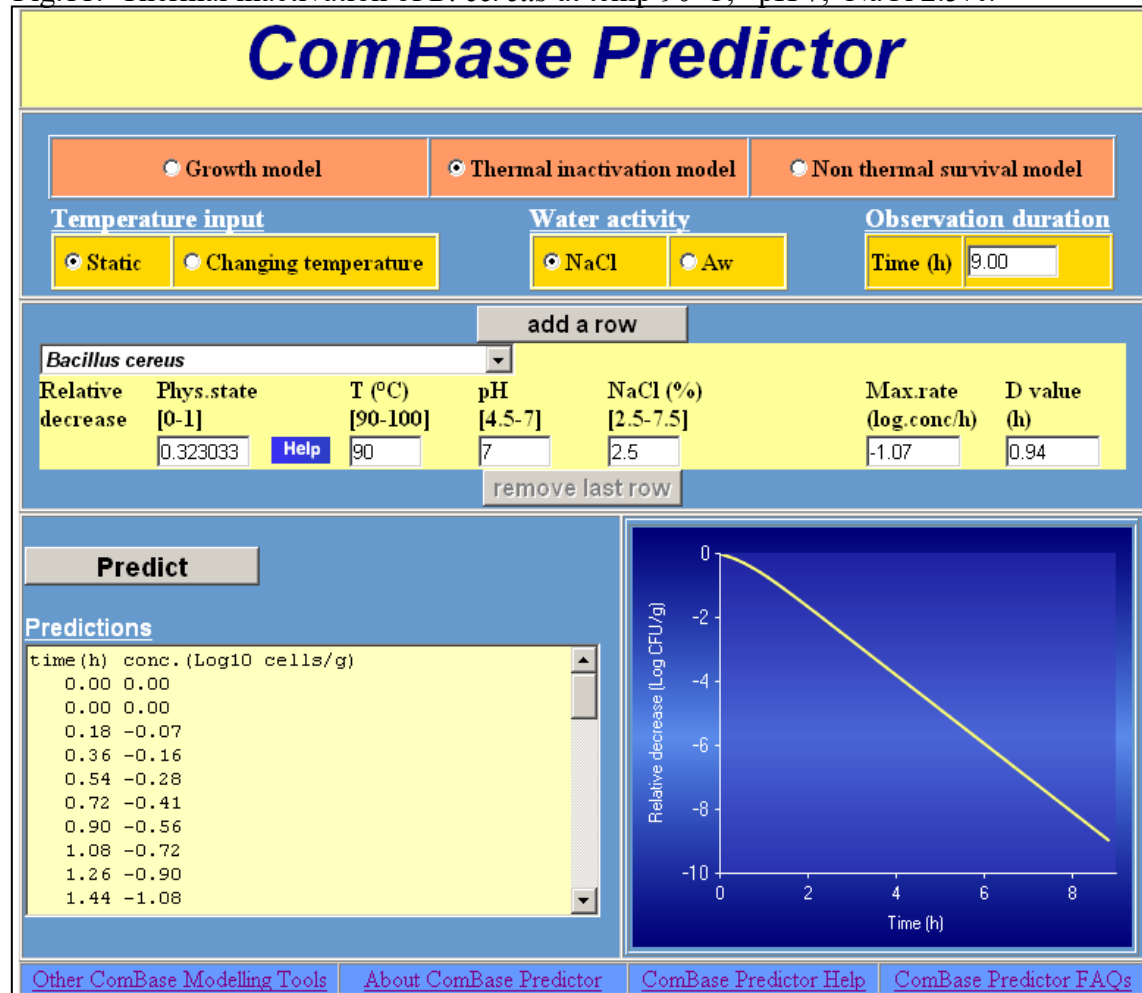 ComBase Predictor
Growth model Thermal inactivation model Non thermal survival model
Temperature input Water activity Observation duration
Static Changing temperature NaCl Aw Time (h) 9.00
add a row
Bacillus cereus
Relative Phys.state T (ºC) pH NaCl (%) Max.rate D value
decrease [0-1] [90-100] [4.5-7] [2.5-7.5] (log.conc/h) (h)
0.323033 Help 90 7 2.5 -1.07 0.94
remove last row
Predict
Predictions
time(h) conc.(Log10 cells/g)
0.00 0.00
0.00 0.00
0.18 -0.07
0.36 -0.16
0.54 -0.28
0.72 -0.41
0.90 -0.56
1.08 -0.72
1.26 -0.90
1.44 -1.08
Relative decrease (Log CFU/g)
0
-2
-4
-6
-8
-10
0 2 4 6 8
Time (h)
Other ComBase Modelling Tools About ComBase Predictor ComBase Predictor Help ComBase Predictor FAQs